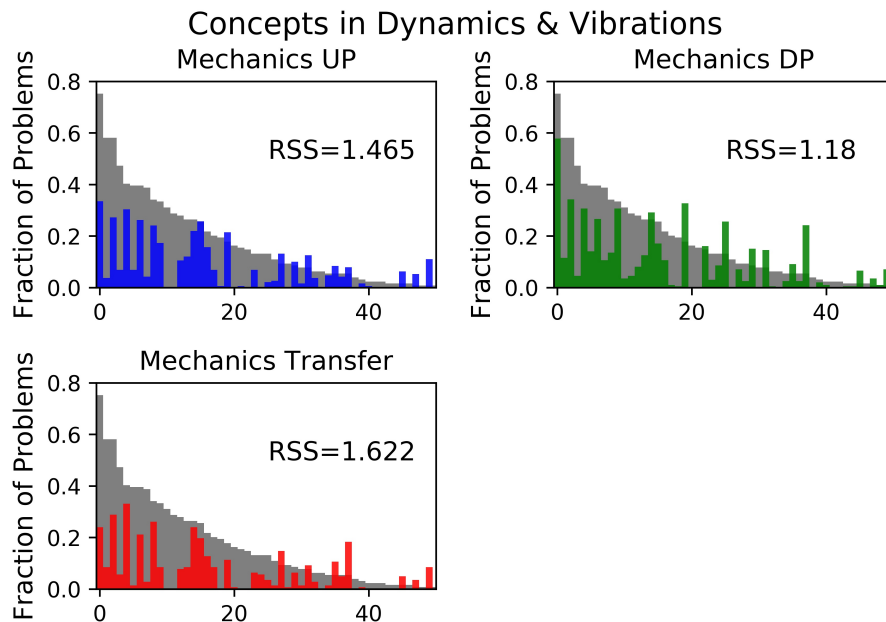 Concepts in Dynamics & Vibrations
Mechanics UP
Fraction of Problems
0.8
0.6
0.4
0.2
0.0
RSS=1.465
0
20
40
Mechanics DP
Fraction of Problems
0.8
0.6
0.4
0.2
0.0
RSS=1.18
0
20
40
Mechanics Transfer
Fraction of Problems
0.8
0.6
0.4
0.2
0.0
RSS=1.622
0
20
40